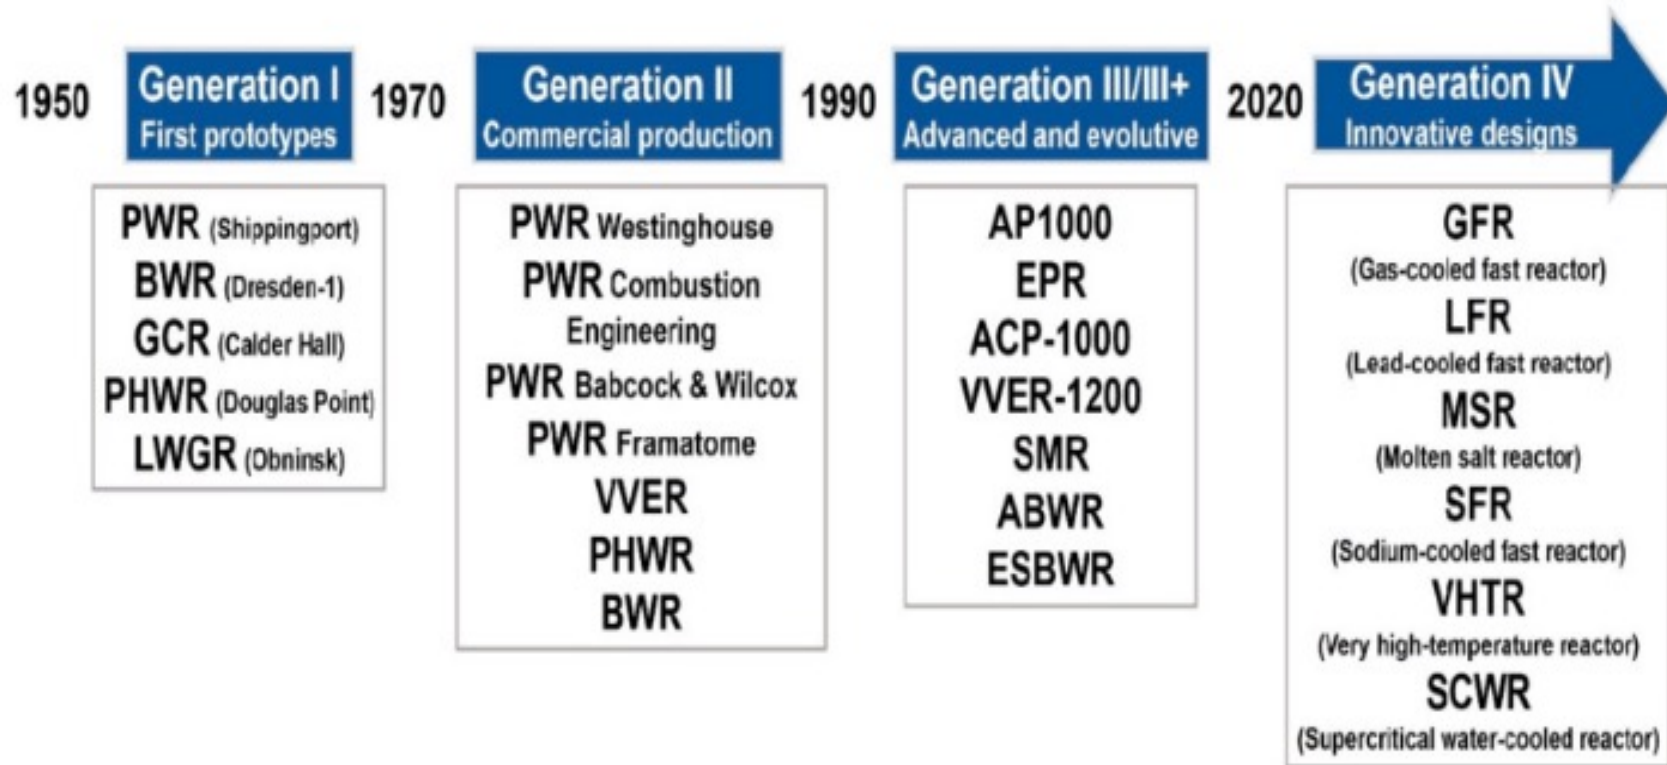 1950
Generation I
First prototypes
1970
Generation II
Commercial production
1990
Generation III/III+
Advanced and evolutive
2020
Generation IV
Innovative designs
PWR (Shippingport)
BWR (Dresden-1)
GCR (Calder Hall)
PHWR (Douglas Point)
LWGR (Obninsk)
PWR Westinghouse
PWR Combustion
Engineering
PWR Babcock & Wilcox
PWR Framatome
VVER
PHWR
BWR
AP1000
EPR
ACP-1000
VVER-1200
SMR
ABWR
ESBWR
GFR
(Gas-cooled fast reactor)
LFR
(Lead-cooled fast reactor)
MSR
(Molten salt reactor)
SFR
(Sodium-cooled fast reactor)
VHTR
(Very high-temperature reactor)
SCWR
(Supercritical water-cooled reactor)